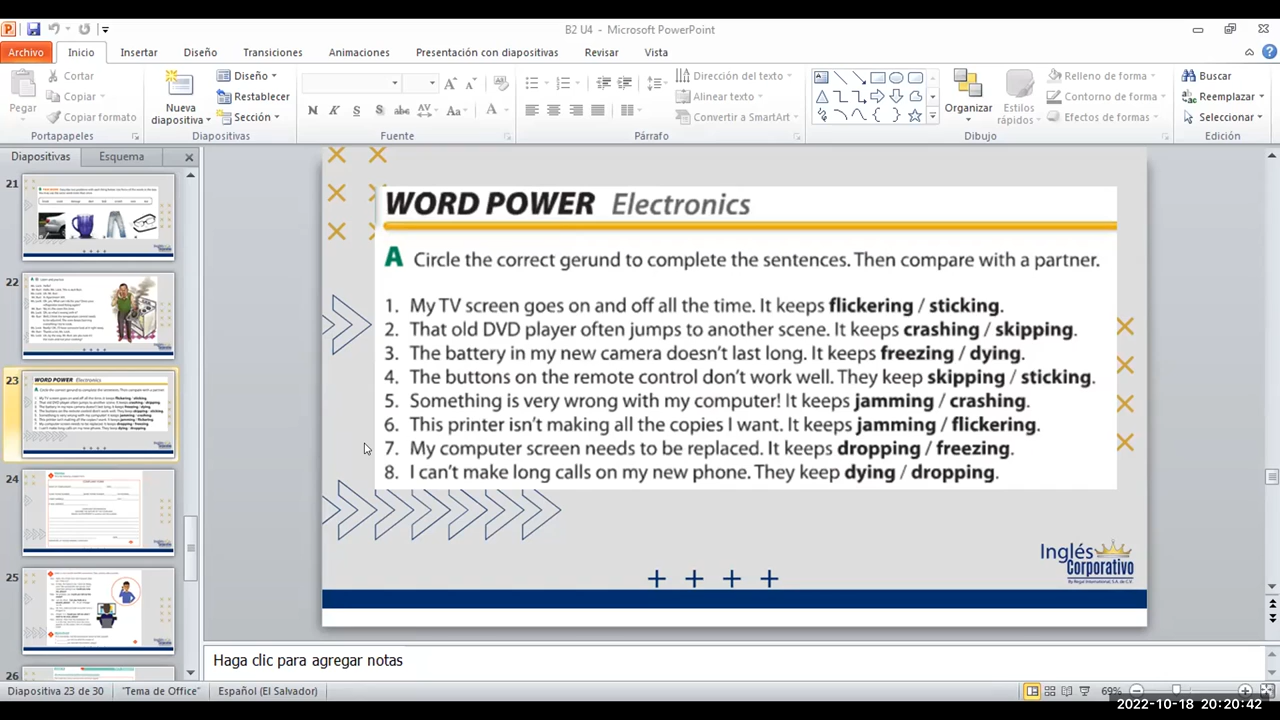 B2 U4 - Microsoft PowerPoint
Archivo Inicio Insertar Diseño Transiciones Animaciones Presentación con diapositivas Revisar Vista
Pegar
Cortar
Copiar
Copiar formato
Portapapeles
Nueva diapositiva
Diseño
Restablecer
Sección
Diapositivas
N K S S abc AV Aa A
Fuente
Dirección del texto
Alinear texto
Convertir a SmartArt
Párrafo
Organizar
Estilos rápidos
Relleno de forma
Contorno de forma
Efectos de formas
Dibujo
Buscar
Reemplazar
Seleccionar
Edición
Diapositivas Esquema
21
22
23
24
25
26
WORD POWER Electronics
A Circle the correct gerund to complete the sentences. Then compare with a partner.
1. My TV screen goes on and off all the time. It keeps flickering / sticking.
2. That old DVD player often jumps to another scene. It keeps crashing / skipping.
3. The battery in my new camera doesn't last long. It keeps freezing / dying.
4. The buttons on the remote control don't work well. They keep skipping / sticking.
5. Something is very wrong with my computer! It keeps jamming / crashing.
6. This printer isn't making all the copies I want. It keeps jamming / flickering.
7. My computer screen needs to be replaced. It keeps dropping / freezing.
8. I can't make long calls on my new phone. They keep dying / dropping.
Inglés
Corporativo
By Regal International, S.A. de C.V.
Haga clic para agregar notas
Diapositiva 23 de 30 "Tema de Office" Español (El Salvador) 69%
2022-10-18 20:20:42